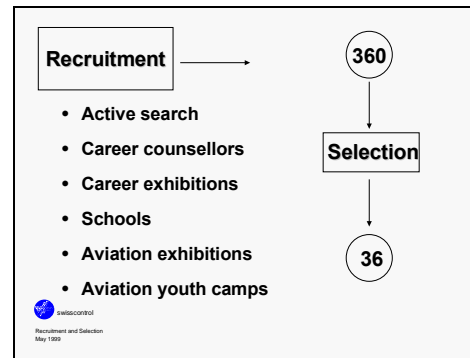 Recruitment
360
• Active search
• Career counsellors
• Career exhibitions
• Schools
• Aviation exhibitions
• Aviation youth camps
Selection
36
swisscontrol
Recruitment and Selection
May 1999